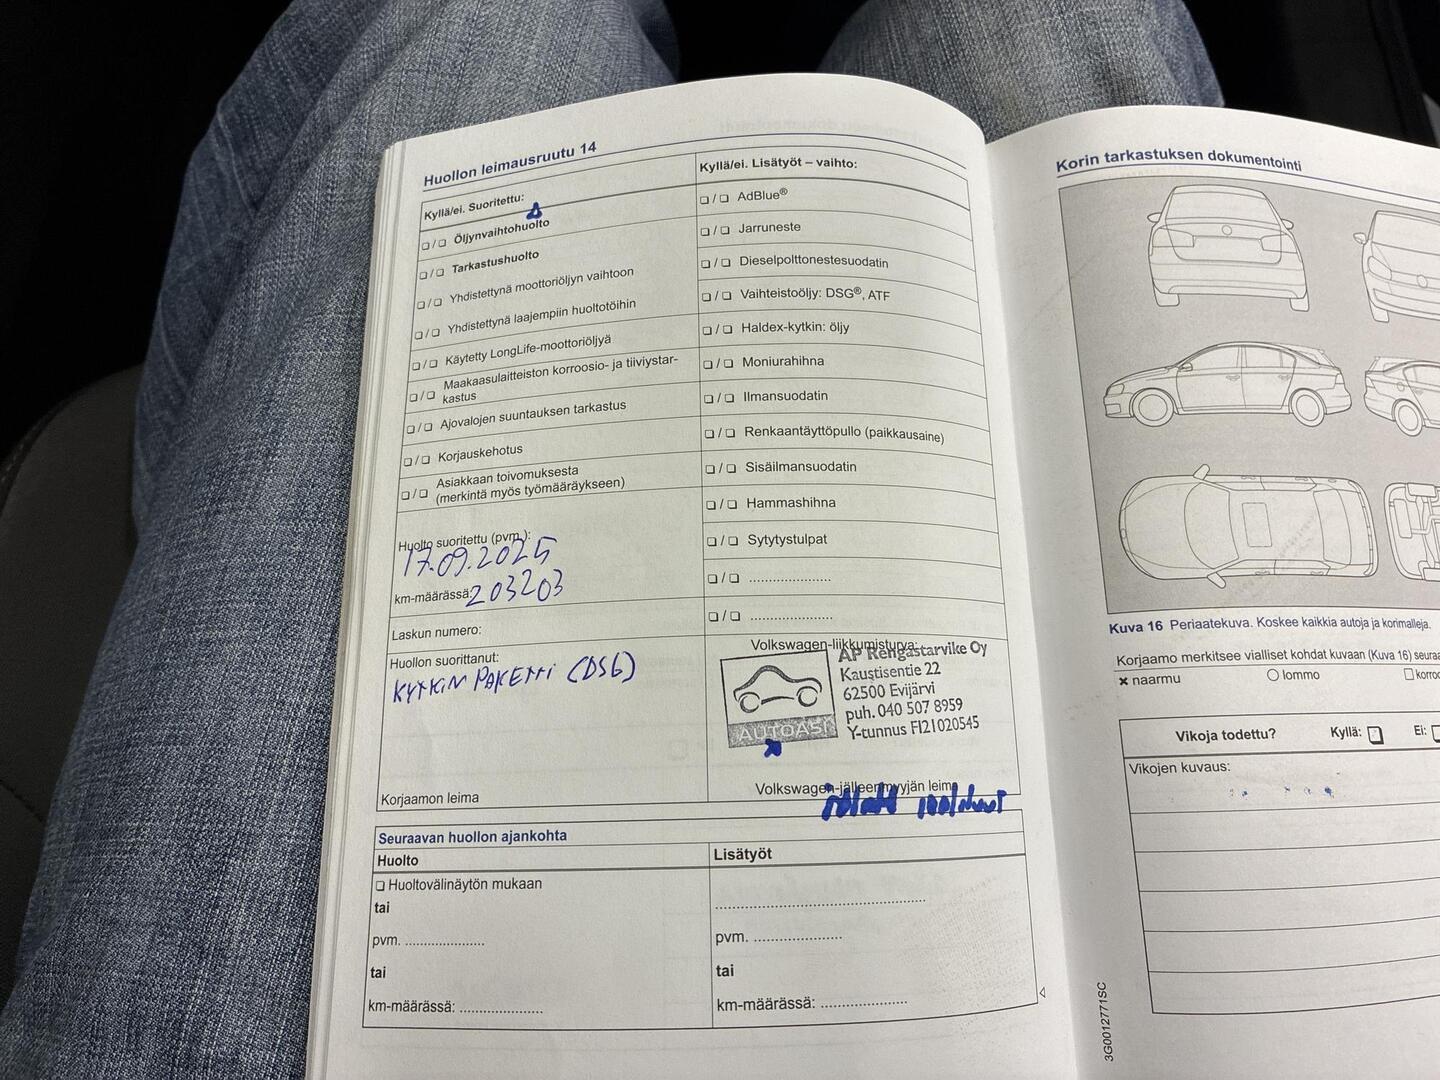 Huollon leimausruutu 14
Kyllä/ei. Suoritettu:
❏ / ❏ Öljynvaihtohuolto
❏ / ❏ Tarkastushuolto
❏ / ❏ Yhdistettynä moottoriöljyn vaihtoon
❏ / ❏ Yhdistettynä laajempiin huoltotöihin
❏ / ❏ Käytetty LongLife-moottoriöljyä
❏ / ❏ Maakaasulaitteiston korroosio- ja tiiviystar-
kastus
❏ / ❏ Ajovalojen suuntauksen tarkastus
❏ / ❏ Korjauskehotus
❏ / ❏ Asiakkaan toivomuksesta
(merkintä myös työmääräykseen)
Huolto suoritettu (pvm.):
17.09.2025
km-määrässä: 203203
Laskun numero:
Huollon suorittanut:
KYTKIN PAKETTI (DSG)
Korjaamon leima
Kyllä/ei. Lisätyöt – vaihto:
❏ / ❏ AdBlue®
❏ / ❏ Jarruneste
❏ / ❏ Dieselpolttonestesuodatin
❏ / ❏ Vaihteistoöljy: DSG®, ATF
❏ / ❏ Haldex-kytkin: öljy
❏ / ❏ Moniurahihna
❏ / ❏ Ilmansuodatin
❏ / ❏ Renkaantäyttöpullo (paikkausaine)
❏ / ❏ Sisäilmansuodatin
❏ / ❏ Hammashihna
❏ / ❏ Sytytystulpat
❏ / ❏ .....................
❏ / ❏ .....................
Volkswagen-liikkumisturva:
AP Rengastarvike Oy
Kaustisentie 22
62500 Evijärvi
puh. 040 507 8959
Y-tunnus FI21020545
AUTOASI
Volkswagen-jälleenmyyjän leima
Seuraavan huollon ajankohta
Huolto
❏ Huoltovälinäytön mukaan
tai
pvm. .....................
tai
km-määrässä: ......................
Lisätyöt
.......................................................
pvm. .......................
tai
km-määrässä: ......................
Korin tarkastuksen dokumentointi
Kuva 16 Periaatekuva. Koskee kaikkia autoja ja korimalleja.
Korjaamo merkitsee vialliset kohdat kuvaan (Kuva 16)
× naarmu
○ lommo
Vikoja todettu? Kyllä: ❏ Ei: ❏
Vikojen kuvaus:
3G0012771SC